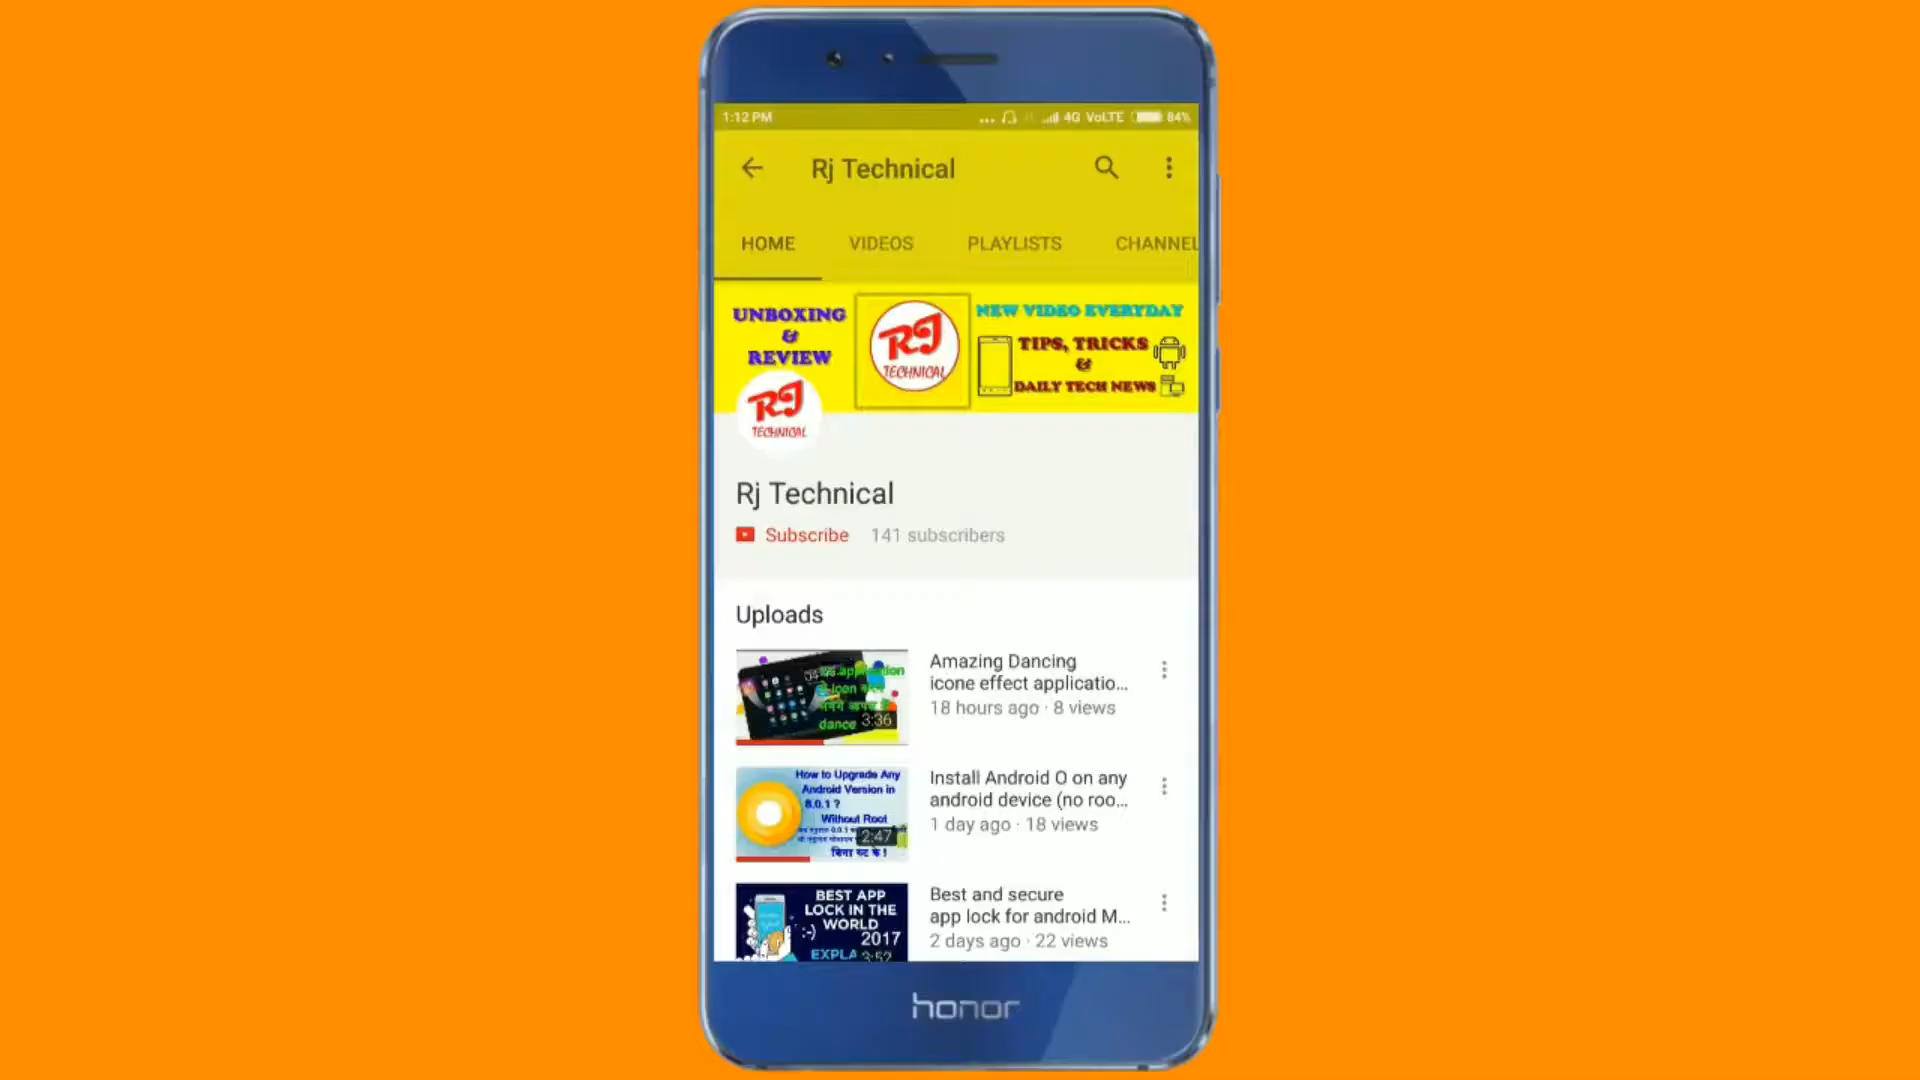 1:12 PM
... 4G VoLTE 84%
Rj Technical
HOME VIDEOS PLAYLISTS CHANNEL
UNBOXING
&
REVIEW
RJ
TECHNICAL
NEW VIDEO EVERYDAY
TIPS, TRICKS
&
DAILY TECH NEWS
RJ
TECHNICAL
Rj Technical
Subscribe 141 subscribers
Uploads
dance 3:36
Amazing Dancing
icone effect applicatio...
18 hours ago · 8 views
How to Upgrade Any
Android Version in
8.0.1 ?
Without Root
2:47
बिना रुट के !
Install Android O on any
android device (no roo...
1 day ago · 18 views
BEST APP
LOCK IN THE
WORLD
:-) 2017
EXPLA 3:52
Best and secure
app lock for android M...
2 days ago · 22 views
honor